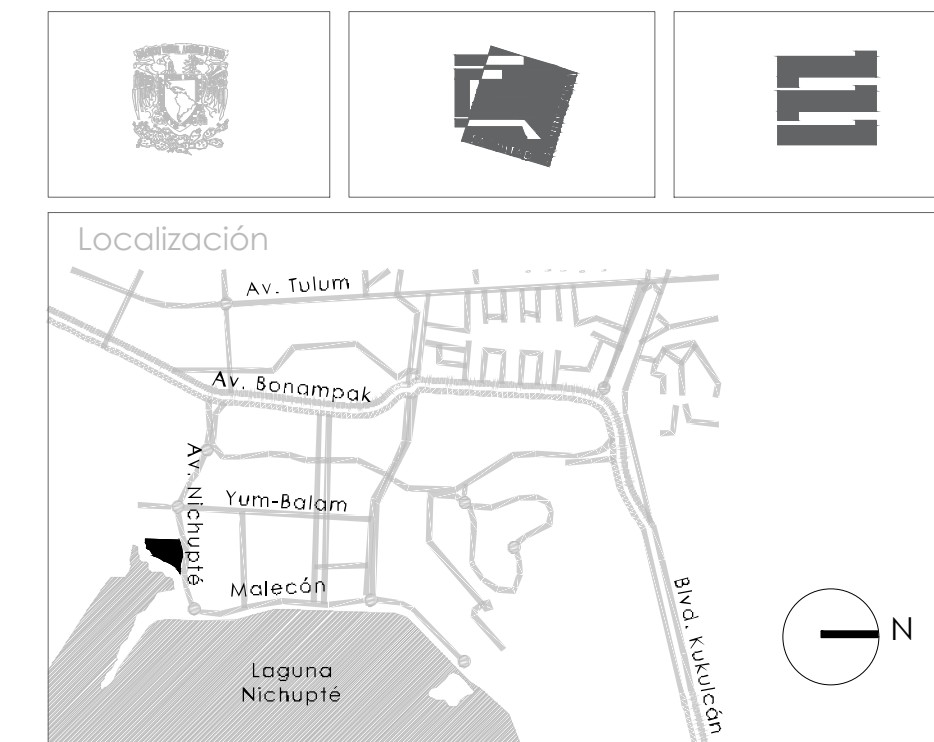 Localización
Av. Tulum
Av. Bonampak
Av. Nichupté
Yum-Balam
Malecón
Blvd. Kukulcán
N
Laguna
Nichupté